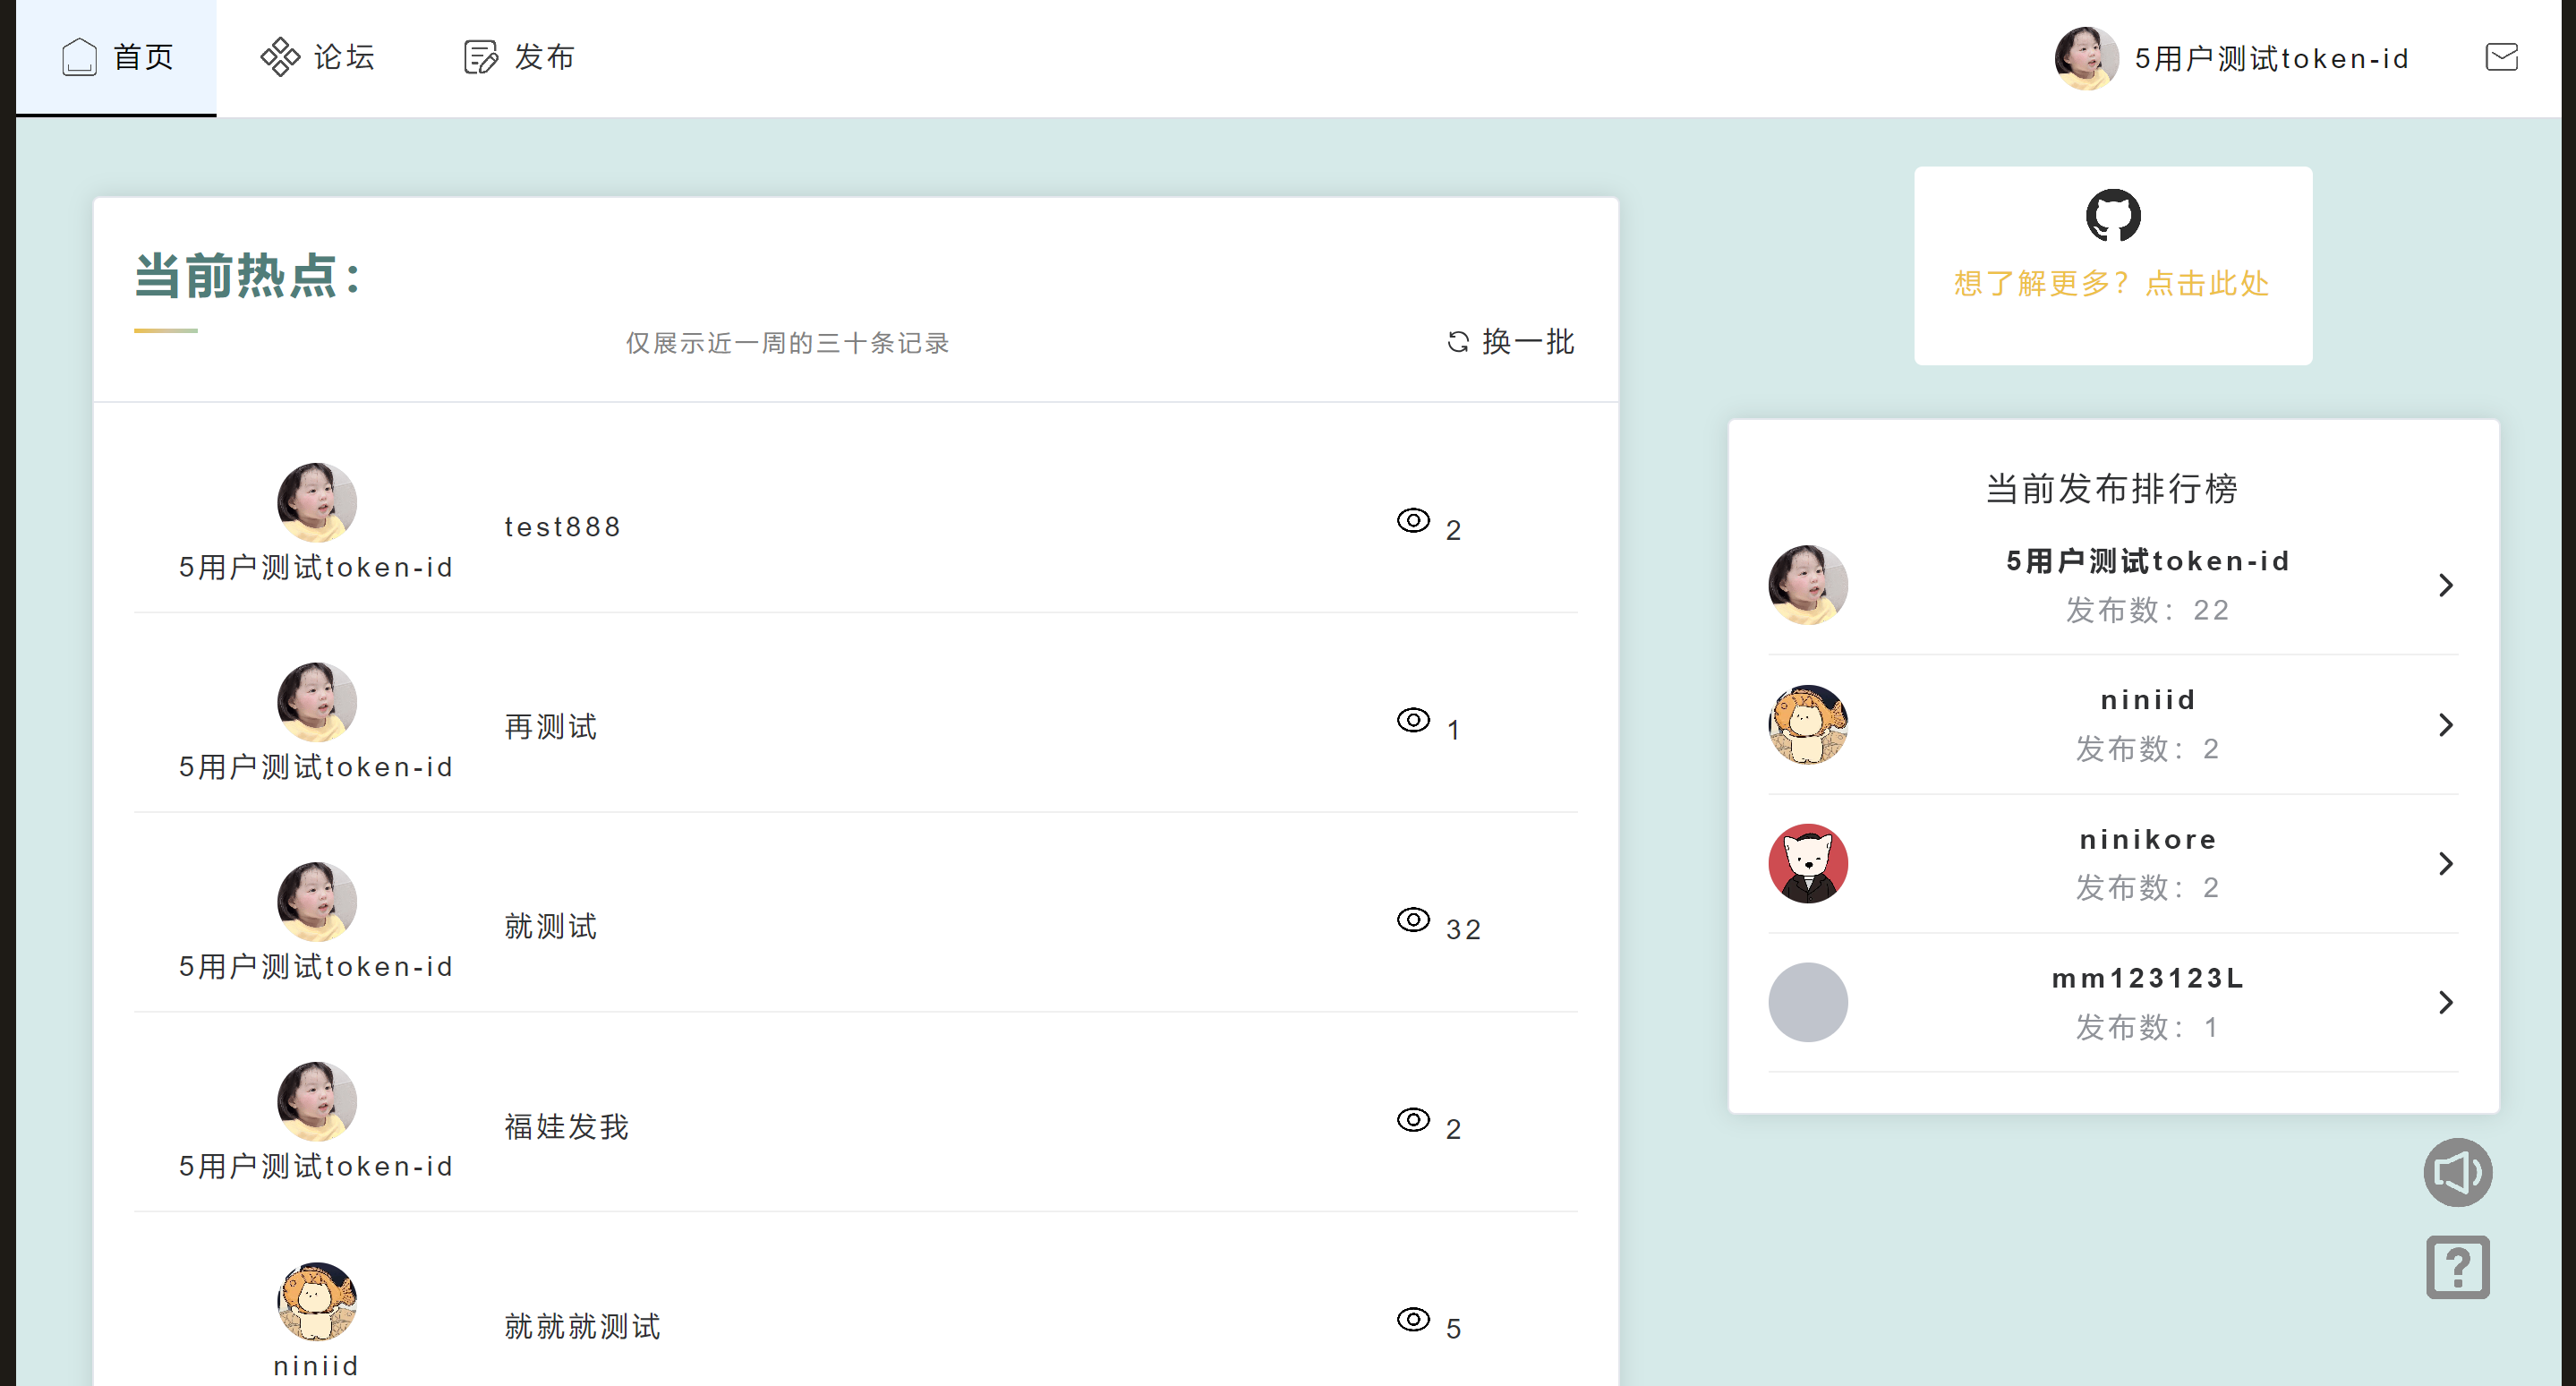 首页
论坛
发布
5用户测试token-id
当前热点：
仅展示近一周的三十条记录
换一批
test888
2
5用户测试token-id
再测试
1
5用户测试token-id
就测试
32
5用户测试token-id
福娃发我
2
5用户测试token-id
就就就测试
5
niniid
想了解更多？点击此处
当前发布排行榜
5用户测试token-id
发布数：22
niniid
发布数：2
ninikore
发布数：2
mm123123L
发布数：1